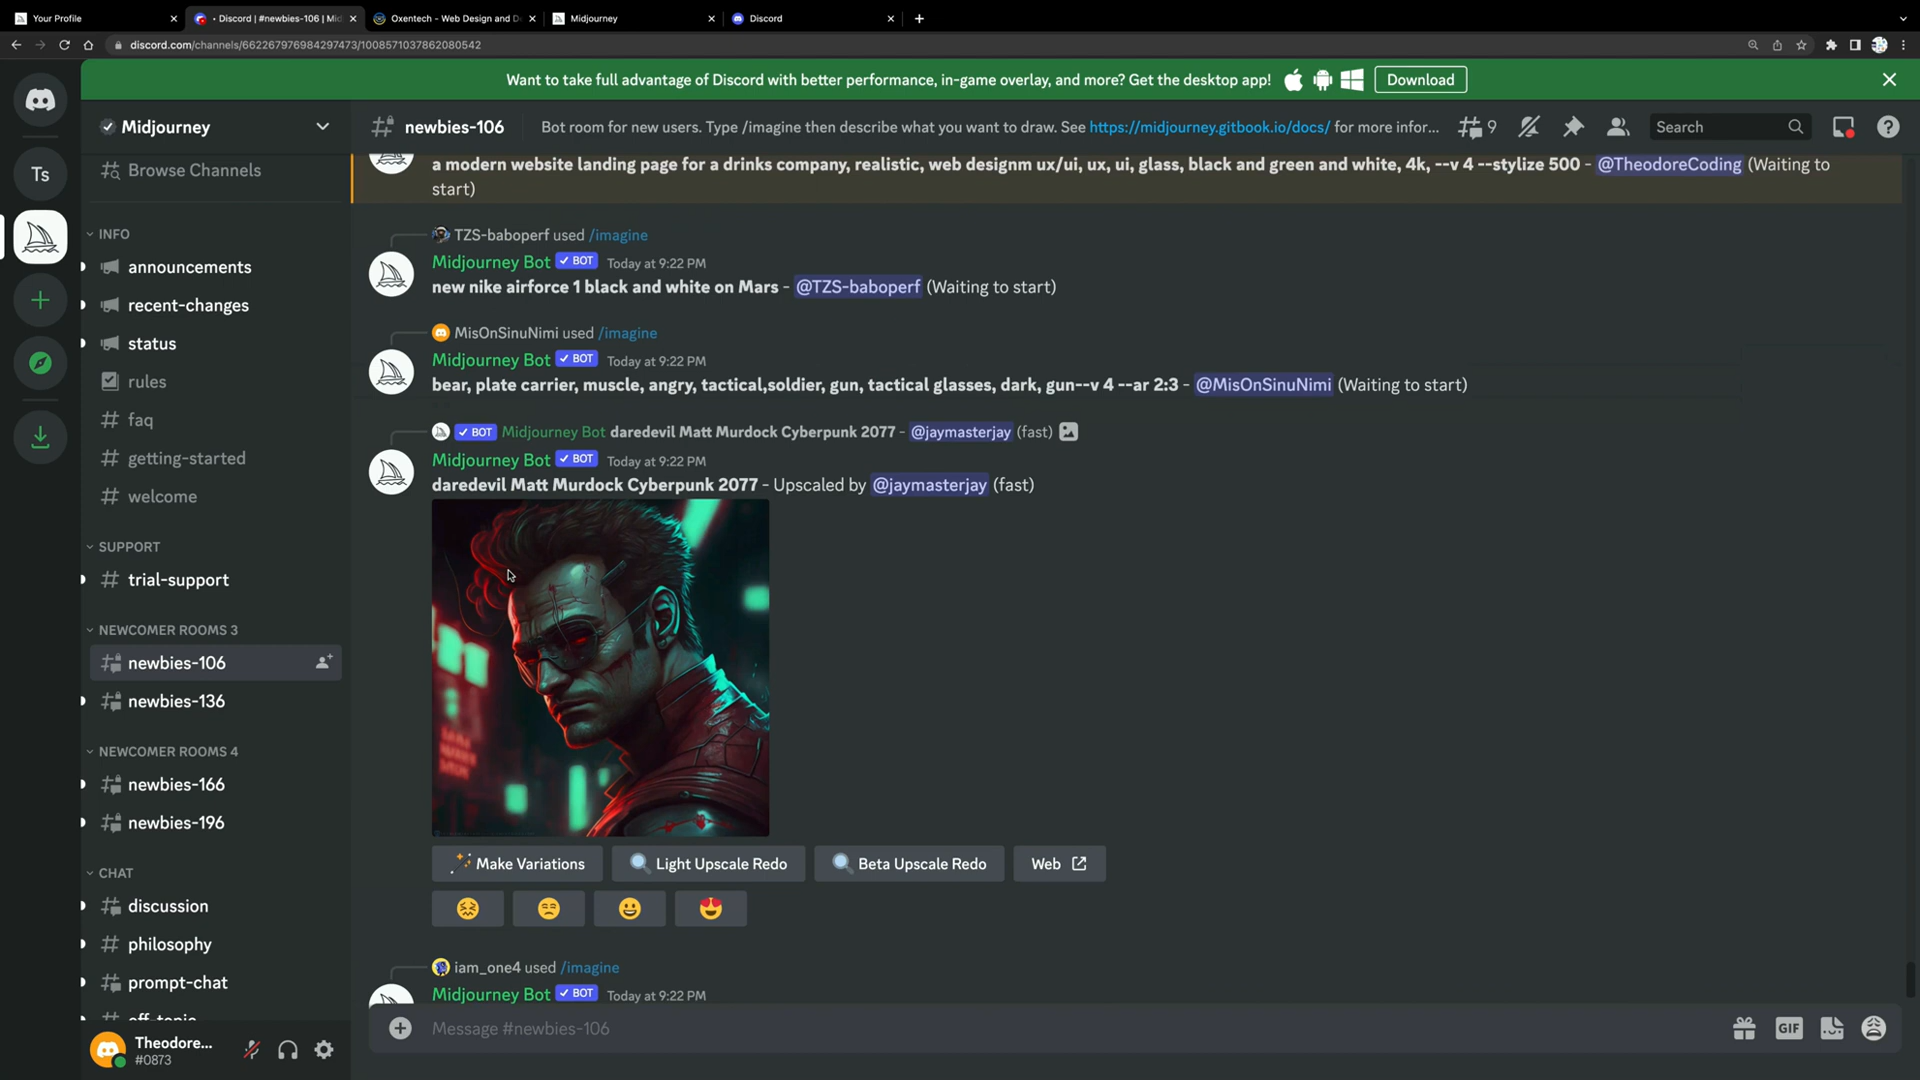 Your Profile
• Discord | #newbies-106 | Mid
Oxentech - Web Design and D
Midjourney
Discord
discord.com/channels/662267976984297473/1008571037862080542
Want to take full advantage of Discord with better performance, in-game overlay, and more? Get the desktop app!
Download
Midjourney
newbies-106
Bot room for new users. Type /imagine then describe what you want to draw. See https://midjourney.gitbook.io/docs/ for more infor...
9
Search
Ts
Browse Channels
INFO
announcements
recent-changes
status
rules
faq
getting-started
welcome
SUPPORT
trial-support
NEWCOMER ROOMS 3
newbies-106
newbies-136
NEWCOMER ROOMS 4
newbies-166
newbies-196
CHAT
discussion
philosophy
prompt-chat
off-topic
Theodore...
#0873
a modern website landing page for a drinks company, realistic, web designm ux/ui, ux, ui, glass, black and green and white, 4k, --v 4 --stylize 500 - @TheodoreCoding (Waiting to
start)
TZS-baboperf used /imagine
Midjourney Bot BOT Today at 9:22 PM
new nike airforce 1 black and white on Mars - @TZS-baboperf (Waiting to start)
MisOnSinuNimi used /imagine
Midjourney Bot BOT Today at 9:22 PM
bear, plate carrier, muscle, angry, tactical,soldier, gun, tactical glasses, dark, gun--v 4 --ar 2:3 - @MisOnSinuNimi (Waiting to start)
BOT Midjourney Bot daredevil Matt Murdock Cyberpunk 2077 - @jaymasterjay (fast)
Midjourney Bot BOT Today at 9:22 PM
daredevil Matt Murdock Cyberpunk 2077 - Upscaled by @jaymasterjay (fast)
Make Variations
Light Upscale Redo
Beta Upscale Redo
Web
iam_one4 used /imagine
Midjourney Bot BOT Today at 9:22 PM
Message #newbies-106
GIF